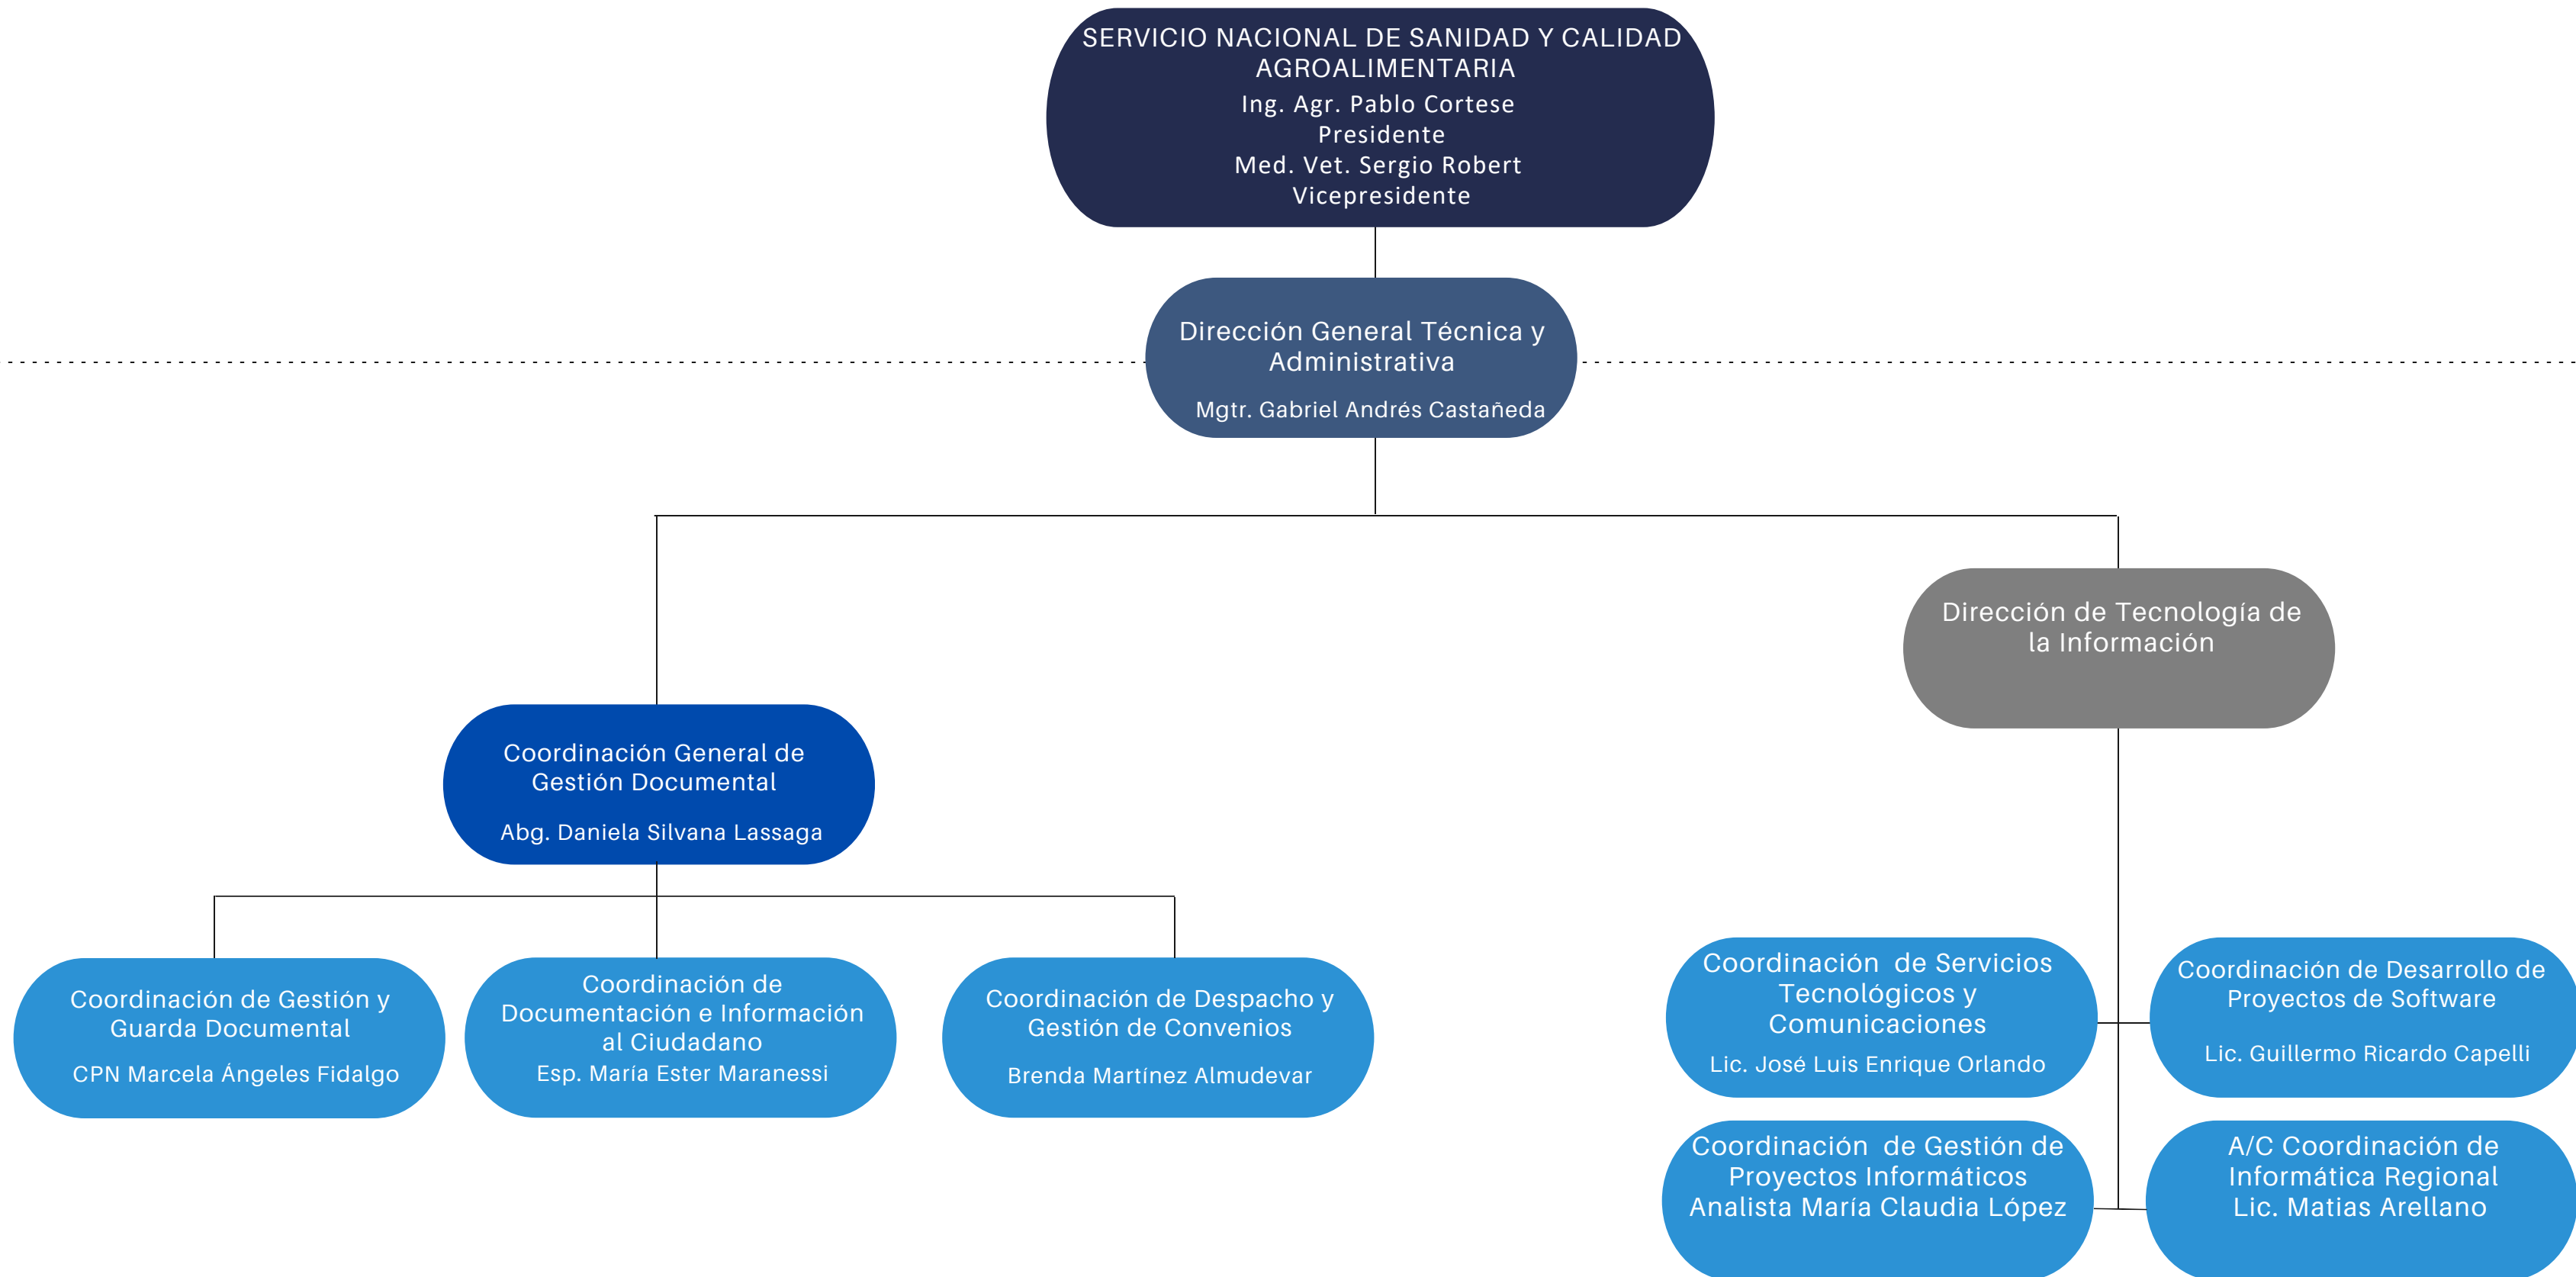 SERVICIO NACIONAL DE SANIDAD Y CALIDAD
AGROALIMENTARIA
Ing. Agr. Pablo Cortese
Presidente
Med. Vet. Sergio Robert
Vicepresidente
Dirección General Técnica y
Administrativa
Mgtr. Gabriel Andrés Castañeda
Dirección de Tecnología de
la Información
Coordinación General de
Gestión Documental
Abg. Daniela Silvana Lassaga
Coordinación de Gestión y
Guarda Documental
CPN Marcela Ángeles Fidalgo
Coordinación de
Documentación e Información
al Ciudadano
Esp. María Ester Maranessi
Coordinación de Despacho y
Gestión de Convenios
Brenda Martínez Almudevar
Coordinación de Servicios
Tecnológicos y
Comunicaciones
Lic. José Luis Enrique Orlando
Coordinación de Desarrollo de
Proyectos de Software
Lic. Guillermo Ricardo Capelli
Coordinación de Gestión de
Proyectos Informáticos
Analista María Claudia López
A/C Coordinación de
Informática Regional
Lic. Matias Arellano